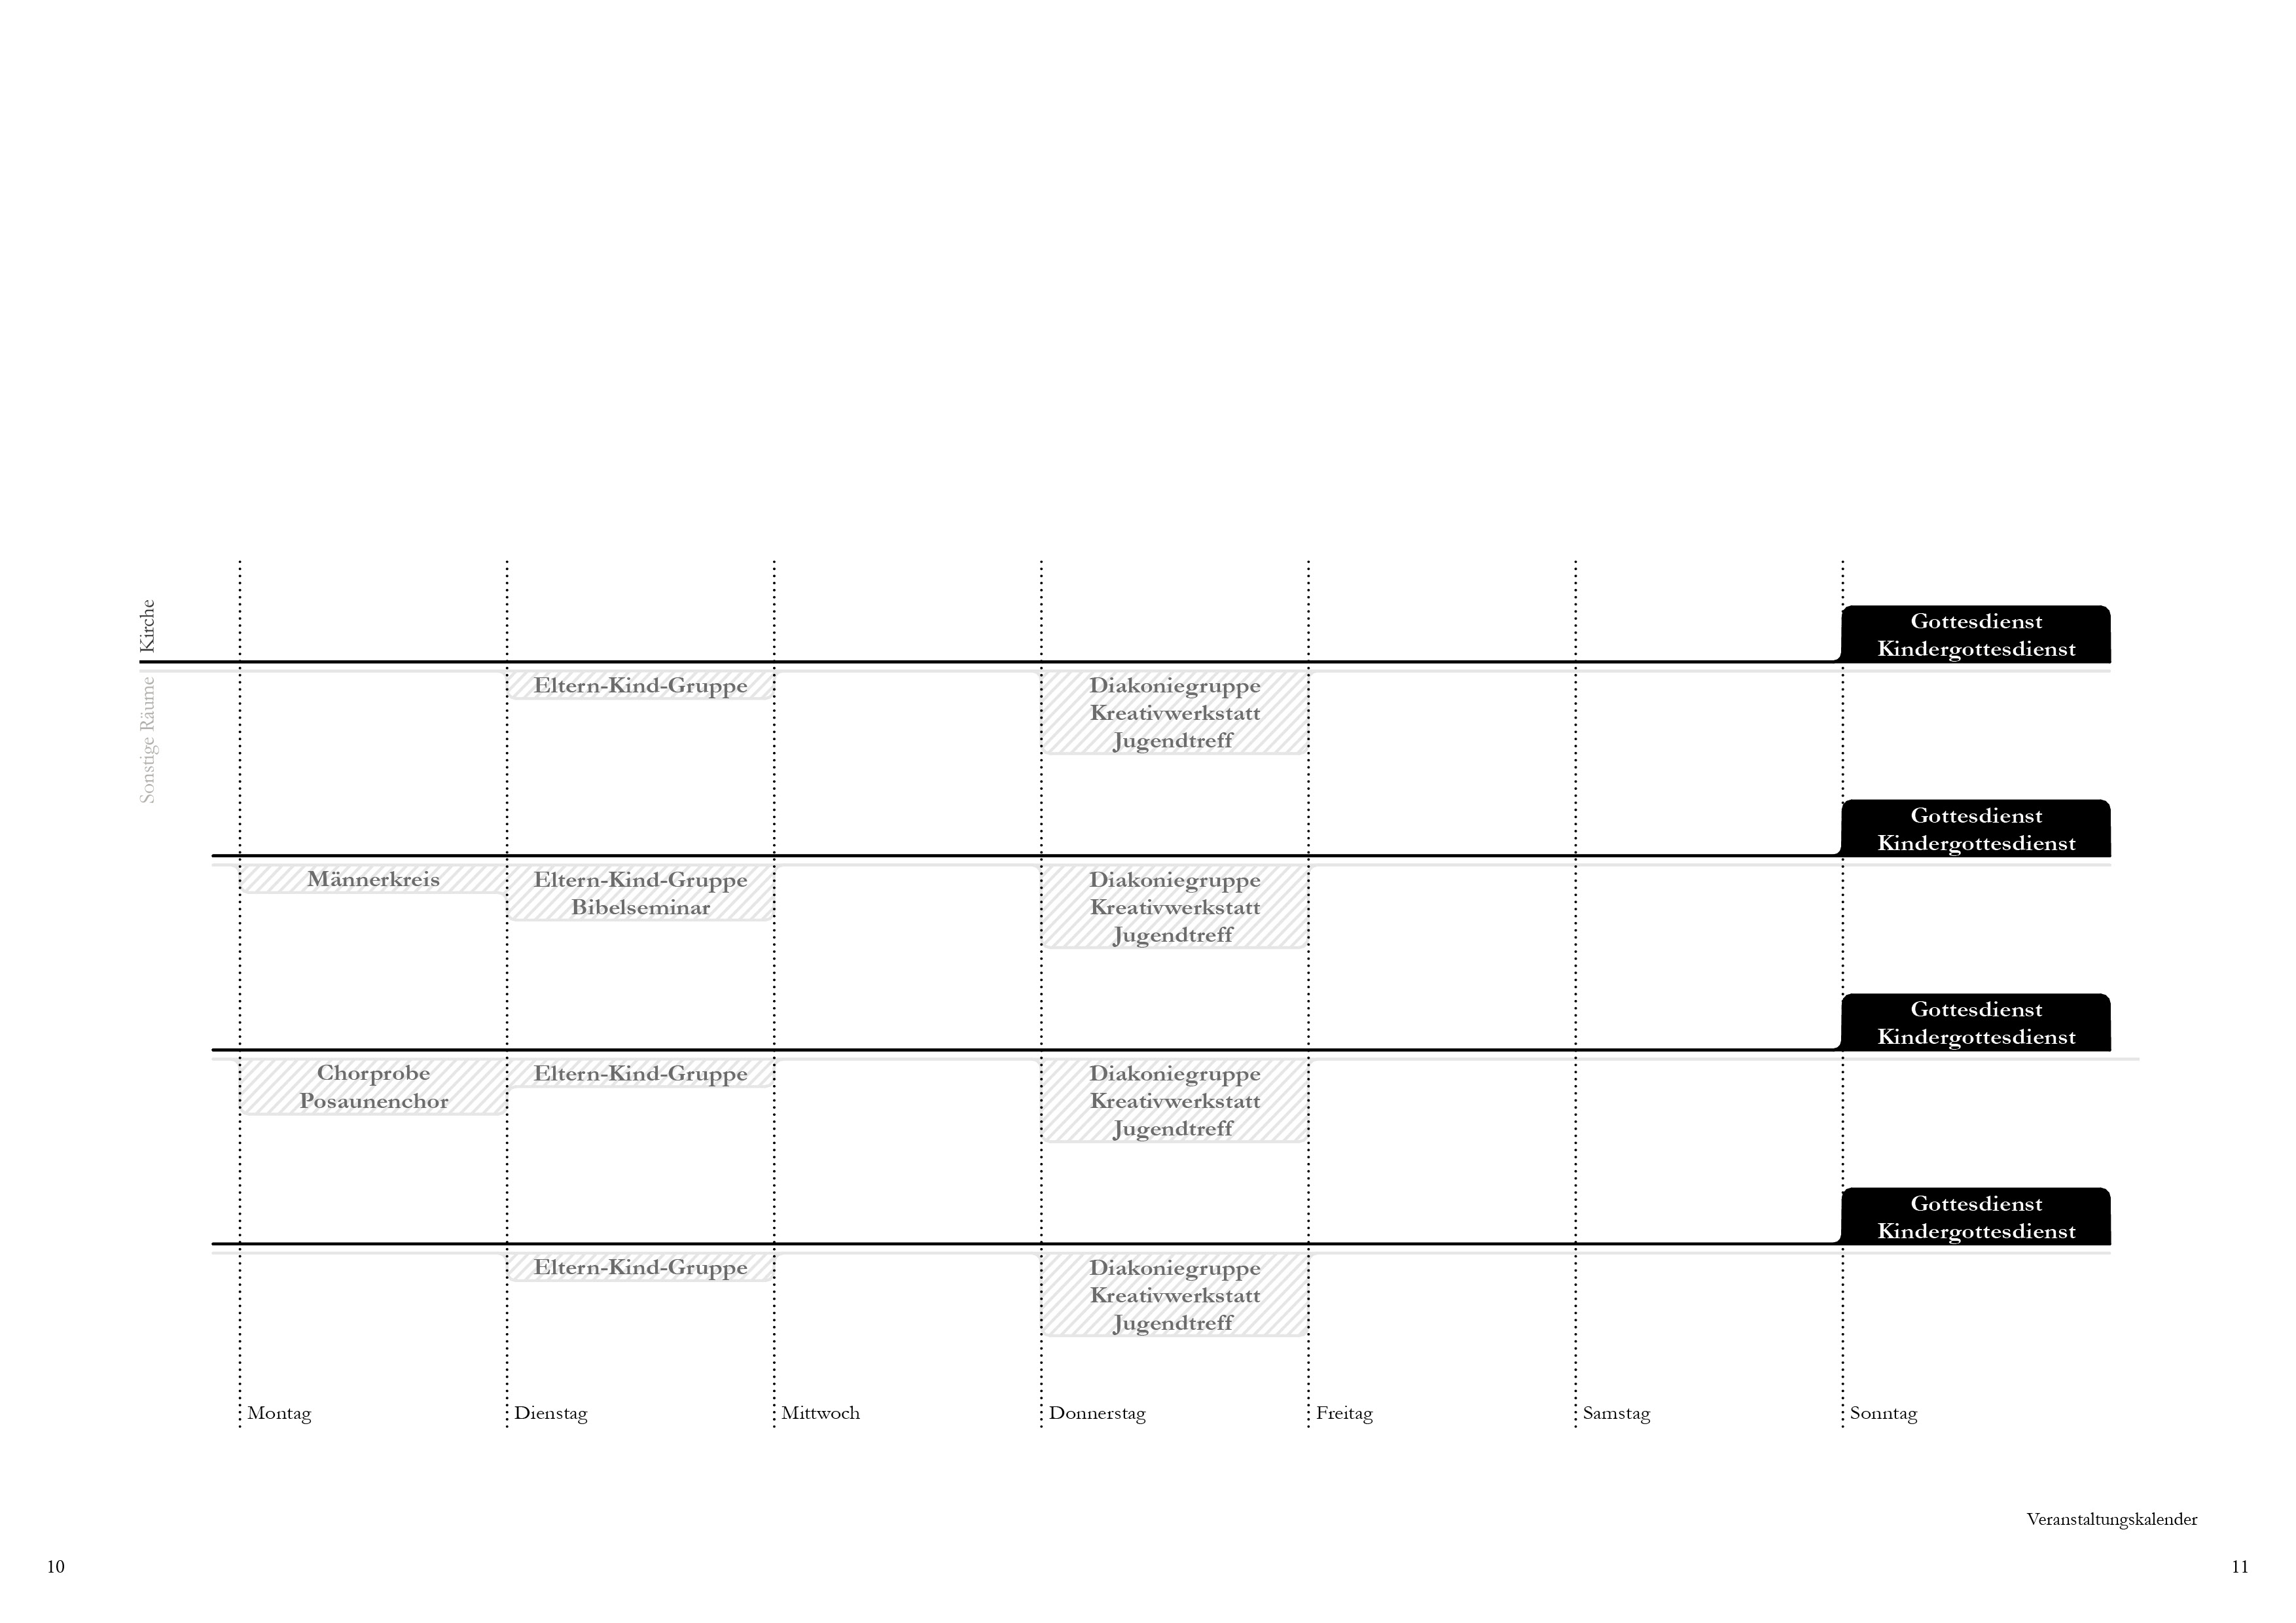 Kirche
Gottesdienst
Kindergottesdienst
Sonstige Räume
Eltern-Kind-Gruppe
Diakoniegruppe
Kreativwerkstatt
Jugendtreff
Gottesdienst
Kindergottesdienst
Männerkreis
Eltern-Kind-Gruppe
Bibelseminar
Diakoniegruppe
Kreativwerkstatt
Jugendtreff
Gottesdienst
Kindergottesdienst
Chorprobe
Posaunenchor
Eltern-Kind-Gruppe
Diakoniegruppe
Kreativwerkstatt
Jugendtreff
Gottesdienst
Kindergottesdienst
Eltern-Kind-Gruppe
Diakoniegruppe
Kreativwerkstatt
Jugendtreff
Montag
Dienstag
Mittwoch
Donnerstag
Freitag
Samstag
Sonntag
Veranstaltungskalender
10
11